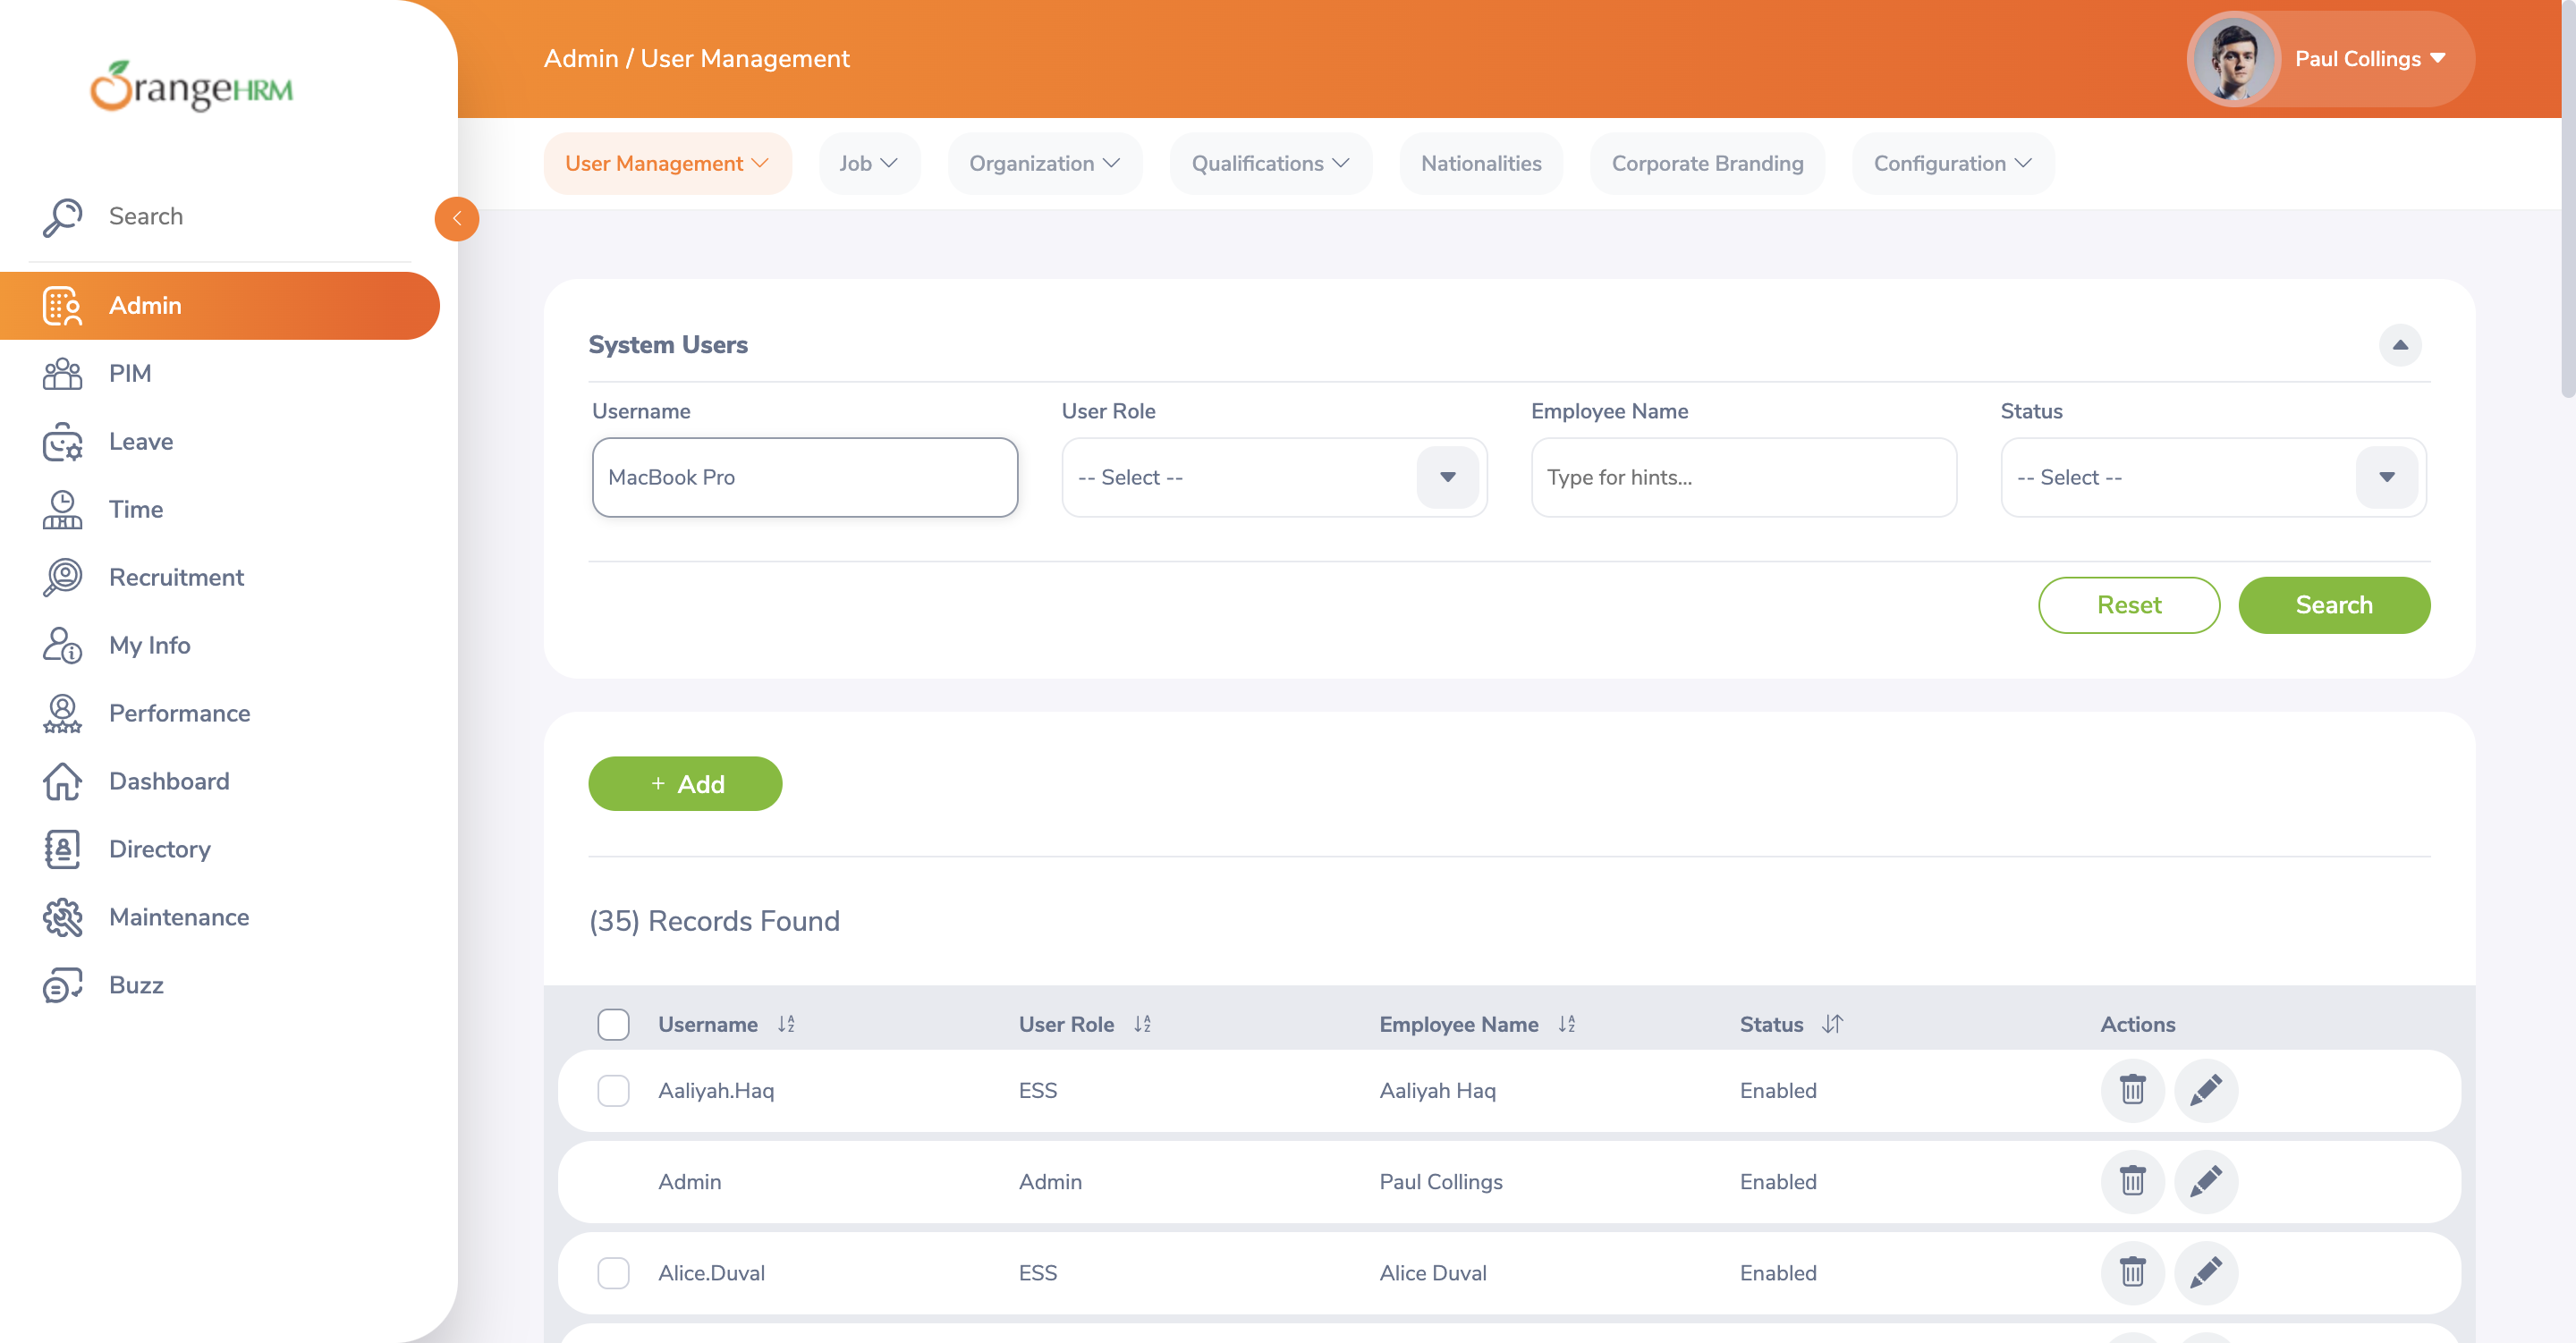 OrangeHRM
Admin / User Management
Paul Collings
User Management
Job
Organization
Qualifications
Nationalities
Corporate Branding
Configuration
Search
Admin
PIM
Leave
Time
Recruitment
My Info
Performance
Dashboard
Directory
Maintenance
Buzz
System Users
Username
User Role
Employee Name
Status
MacBook Pro
-- Select --
Type for hints...
-- Select --
Reset
Search
+ Add
(35) Records Found
Username User Role Employee Name Status Actions
Aaliyah.Haq ESS Aaliyah Haq Enabled
Admin Admin Paul Collings Enabled
Alice.Duval ESS Alice Duval Enabled